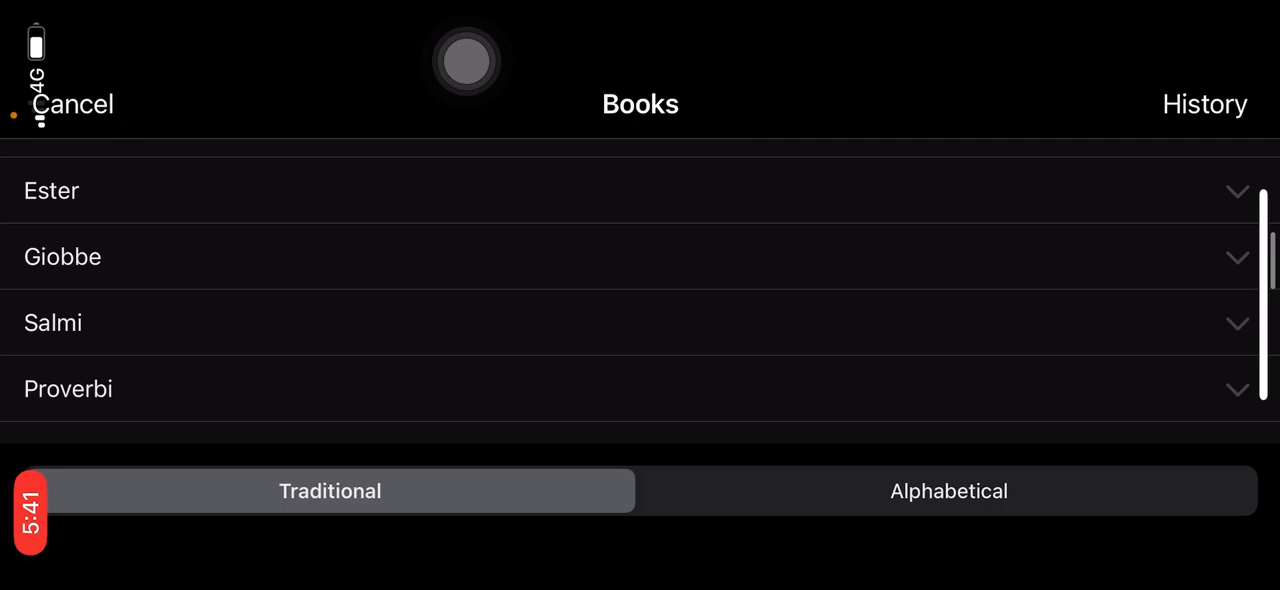 4G
Cancel
Books
History
Ester
Giobbe
Salmi
Proverbi
Traditional
Alphabetical
5:41